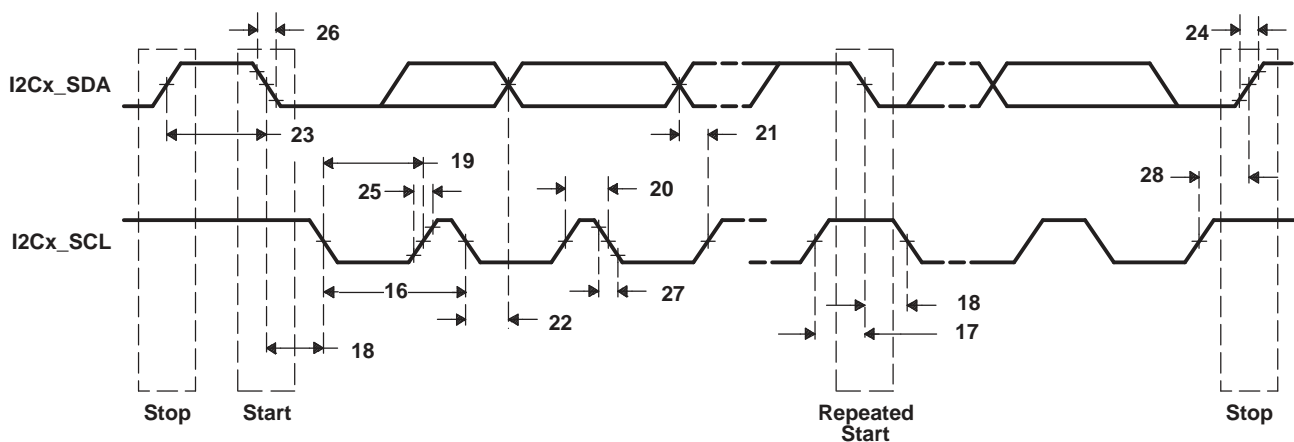 26
24
I2Cx_SDA
23
21
19
25
20
28
I2Cx_SCL
16
27
18
22
17
18
Stop
Start
Repeated
Start
Stop